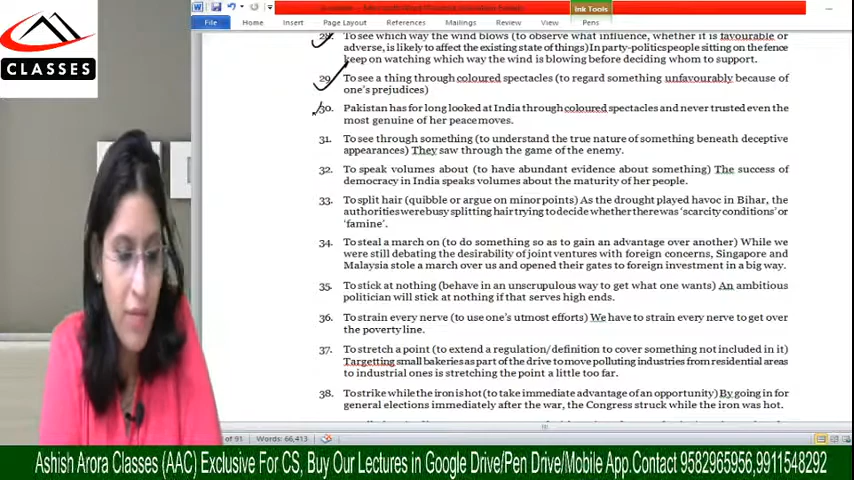 Ink Tools
File
Home
Insert
Page Layout
References
Mailings
Review
View
Pens
CLASSES
28. To see which way the wind blows (to observe what influence, whether it is favourable or
adverse, is likely to affect the existing state of things) In party-politics people sitting on the fence
keep on watching which way the wind is blowing before deciding whom to support.
29. To see a thing through coloured spectacles (to regard something unfavourably because of
one's prejudices)
30. Pakistan has for long looked at India through coloured spectacles and never trusted even the
most genuine of her peace moves.
31. To see through something (to understand the true nature of something beneath deceptive
appearances) They saw through the game of the enemy.
32. To speak volumes about (to have abundant evidence about something) The success of
democracy in India speaks volumes about the maturity of her people.
33. To split hair (quibble or argue on minor points) As the drought played havoc in Bihar, the
authorities were busy splitting hair trying to decide whether there was 'scarcity conditions' or
'famine'.
34. To steal a march on (to do something so as to gain an advantage over another) While we
were still debating the desirability of joint ventures with foreign concerns, Singapore and
Malaysia stole a march over us and opened their gates to foreign investment in a big way.
35. To stick at nothing (behave in an unscrupulous way to get what one wants) An ambitious
politician will stick at nothing if that serves high ends.
36. To strain every nerve (to use one's utmost efforts) We have to strain every nerve to get over
the poverty line.
37. To stretch a point (to extend a regulation/definition to cover something not included in it)
Targetting small bakeries as part of the drive to move polluting industries from residential areas
to industrial ones is stretching the point a little too far.
38. To strike while the iron is hot (to take immediate advantage of an opportunity) By going in for
general elections immediately after the war, the Congress struck while the iron was hot.
of 91
Words: 66,413
Ashish Arora Classes (AAC) Exclusive For CS, Buy Our Lectures in Google Drive/Pen Drive/Mobile App.Contact 9582965956,9911548292